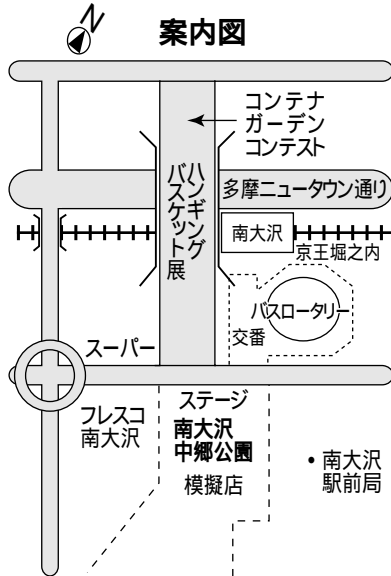 N
案内図
コンテナ
ガーデン
コンテスト
ハンギング
バスケット展
多摩ニュータウン通り
南大沢
京王堀之内
バスロータリー
交番
スーパー
フレスコ
南大沢
ステージ
南大沢
中郷公園
模擬店
・南大沢
駅前局